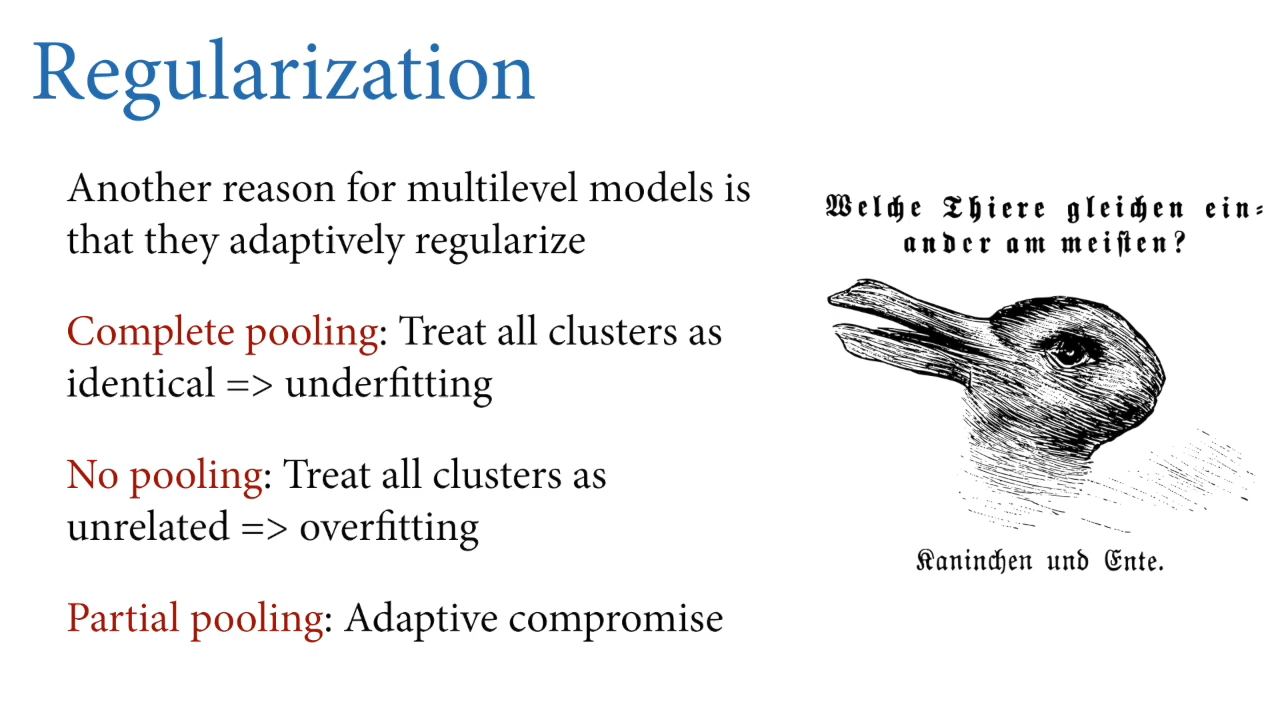 Regularization
Another reason for multilevel models is
that they adaptively regularize
Complete pooling: Treat all clusters as
identical => underfitting
No pooling: Treat all clusters as
unrelated => overfitting
Partial pooling: Adaptive compromise
Welche Thiere gleichen ein=
ander am meiſten?
Kaninchen und Ente.